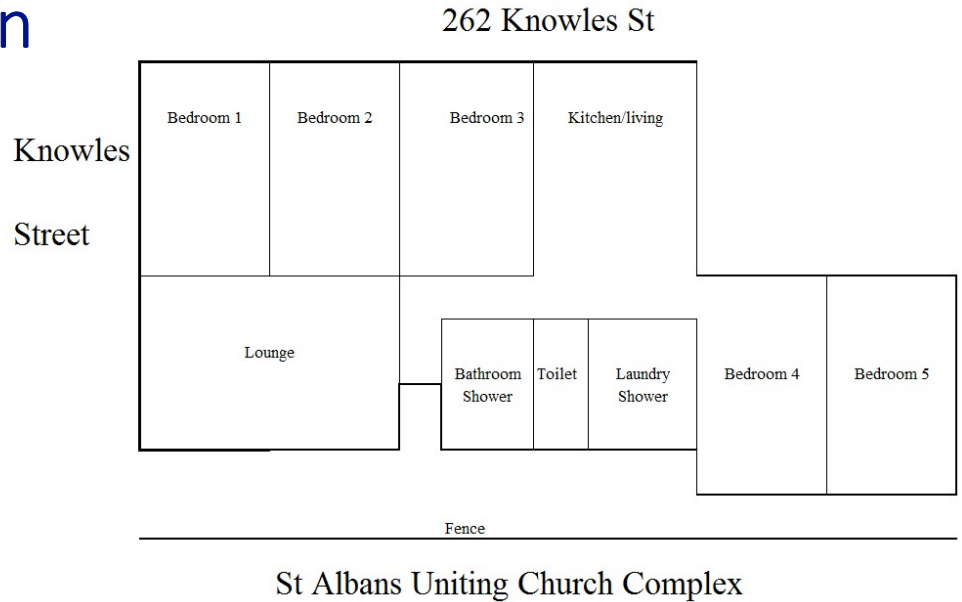 n
262 Knowles St
Bedroom 1
Bedroom 2
Bedroom 3
Kitchen/living
Knowles
Street
Lounge
Bathroom
Shower
Toilet
Laundry
Shower
Bedroom 4
Bedroom 5
Fence
St Albans Uniting Church Complex